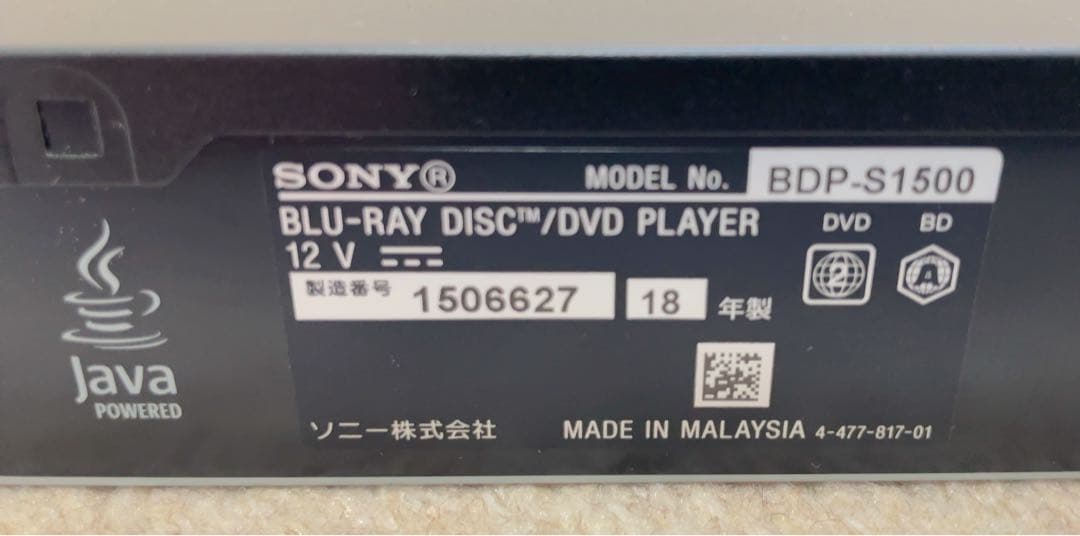 SONY® MODEL No. BDP-S1500
BLU-RAY DISC™/DVD PLAYER DVD BD
12 V ⎓
2 A
製造番号 1506627 18 年製
Java
POWERED
ソニー株式会社 MADE IN MALAYSIA 4-477-817-01